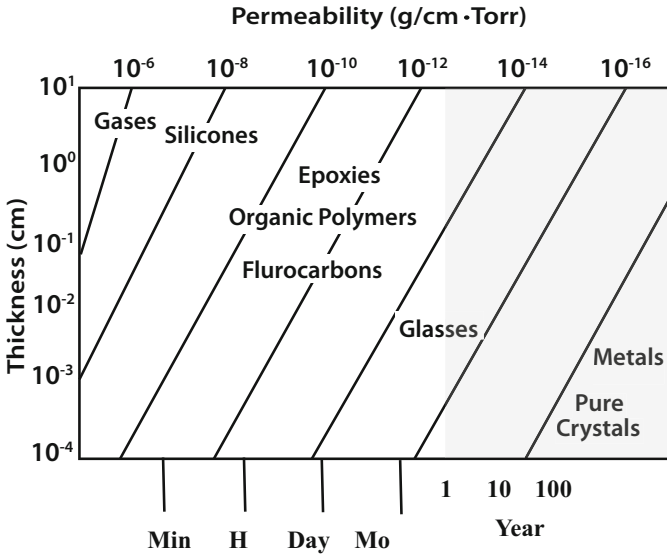 Permeability (g/cm •Torr)
10-6 10-8 10-10 10-12 10-14 10-16
Thickness (cm)
101
100
10-1
10-2
10-3
10-4
Gases
Silicones
Epoxies
Organic Polymers
Flurocarbons
Glasses
Metals
Pure
Crystals
1 10 100
Min H Day Mo Year